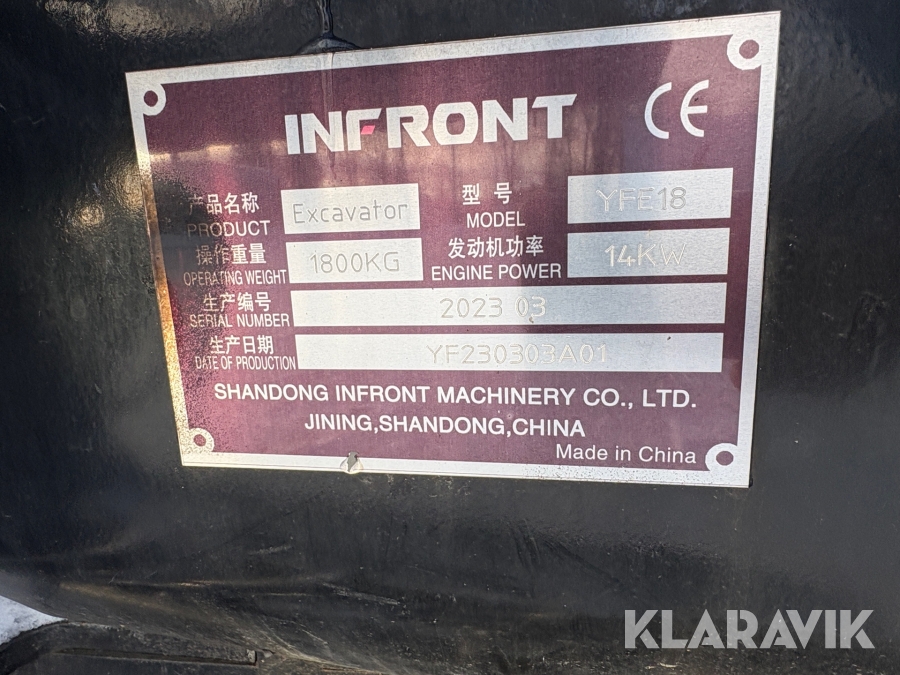 INFRONT CE
产品名称 PRODUCT Excavator 型号 MODEL YFE18
操作重量 OPERATING WEIGHT 1800KG 发动机功率 ENGINE POWER 14KW
生产编号 SERIAL NUMBER 2023 03
生产日期 DATE OF PRODUCTION YF230303A01
SHANDONG INFRONT MACHINERY CO., LTD.
JINING,SHANDONG,CHINA
Made in China
KLARAVIK